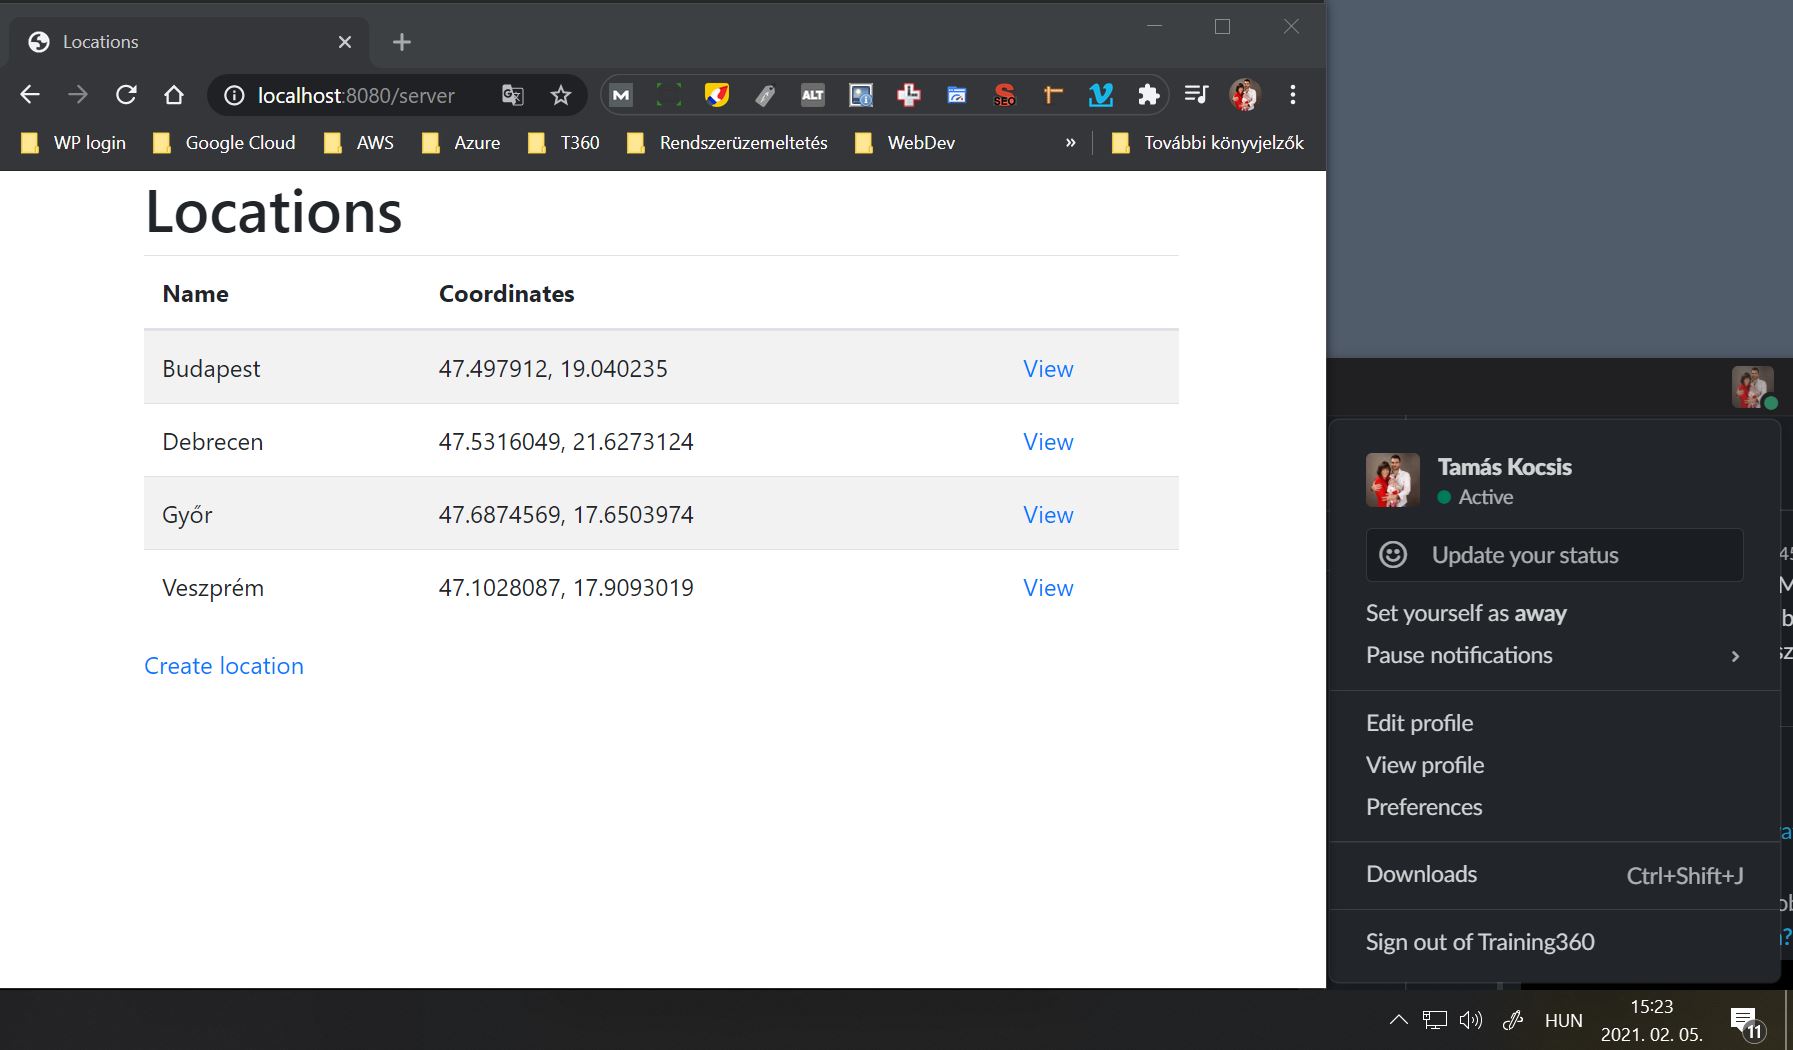 Locations
localhost:8080/server
M
ALT
SEO
WP login
Google Cloud
AWS
Azure
T360
Rendszerüzemeltetés
WebDev
»
További könyvjelzők
Locations
Name Coordinates
Budapest 47.497912, 19.040235 View
Debrecen 47.5316049, 21.6273124 View
Győr 47.6874569, 17.6503974 View
Veszprém 47.1028087, 17.9093019 View
Create location
Tamás Kocsis
Active
Update your status
Set yourself as away
Pause notifications
Edit profile
View profile
Preferences
Downloads Ctrl+Shift+J
Sign out of Training360
HUN
15:23
2021. 02. 05.
11